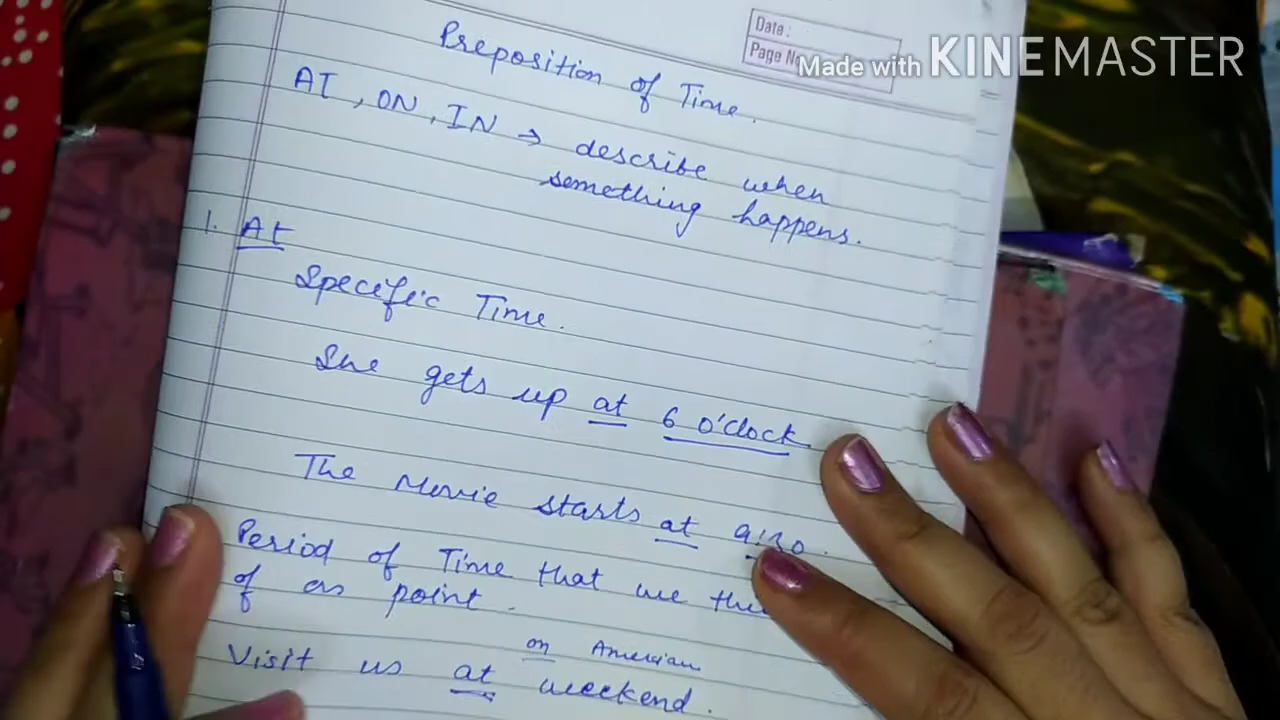 Date:
Page No
Made with KINEMASTER
Preposition of Time.
AT, ON, IN → describe when
something happens.
1. At
Specific Time.
She gets up at 6 O'clock
The Movie starts at 9:30.
Period of Time that we
of as point.
on American
Visit us at weekend.